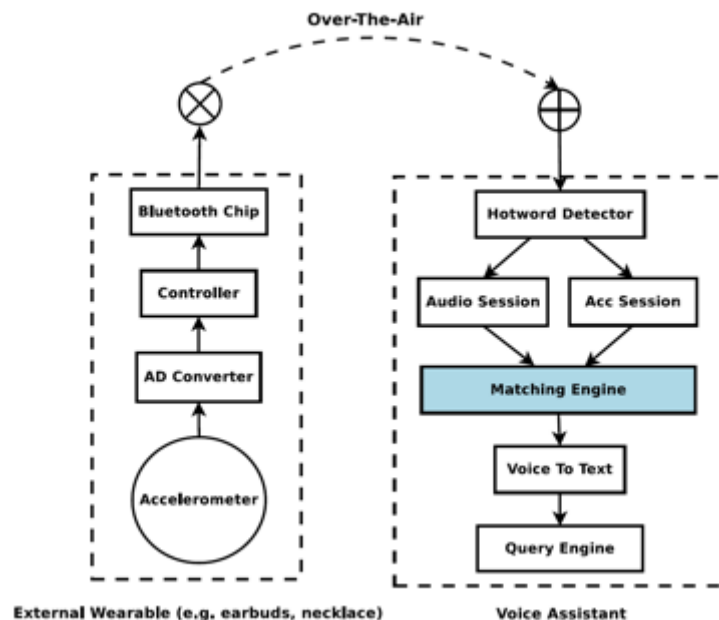 Over-The-Air
Bluetooth Chip
Controller
AD Converter
Accelerometer
External Wearable (e.g. earbuds, necklace)
Hotword Detector
Audio Session
Acc Session
Matching Engine
Voice To Text
Query Engine
Voice Assistant